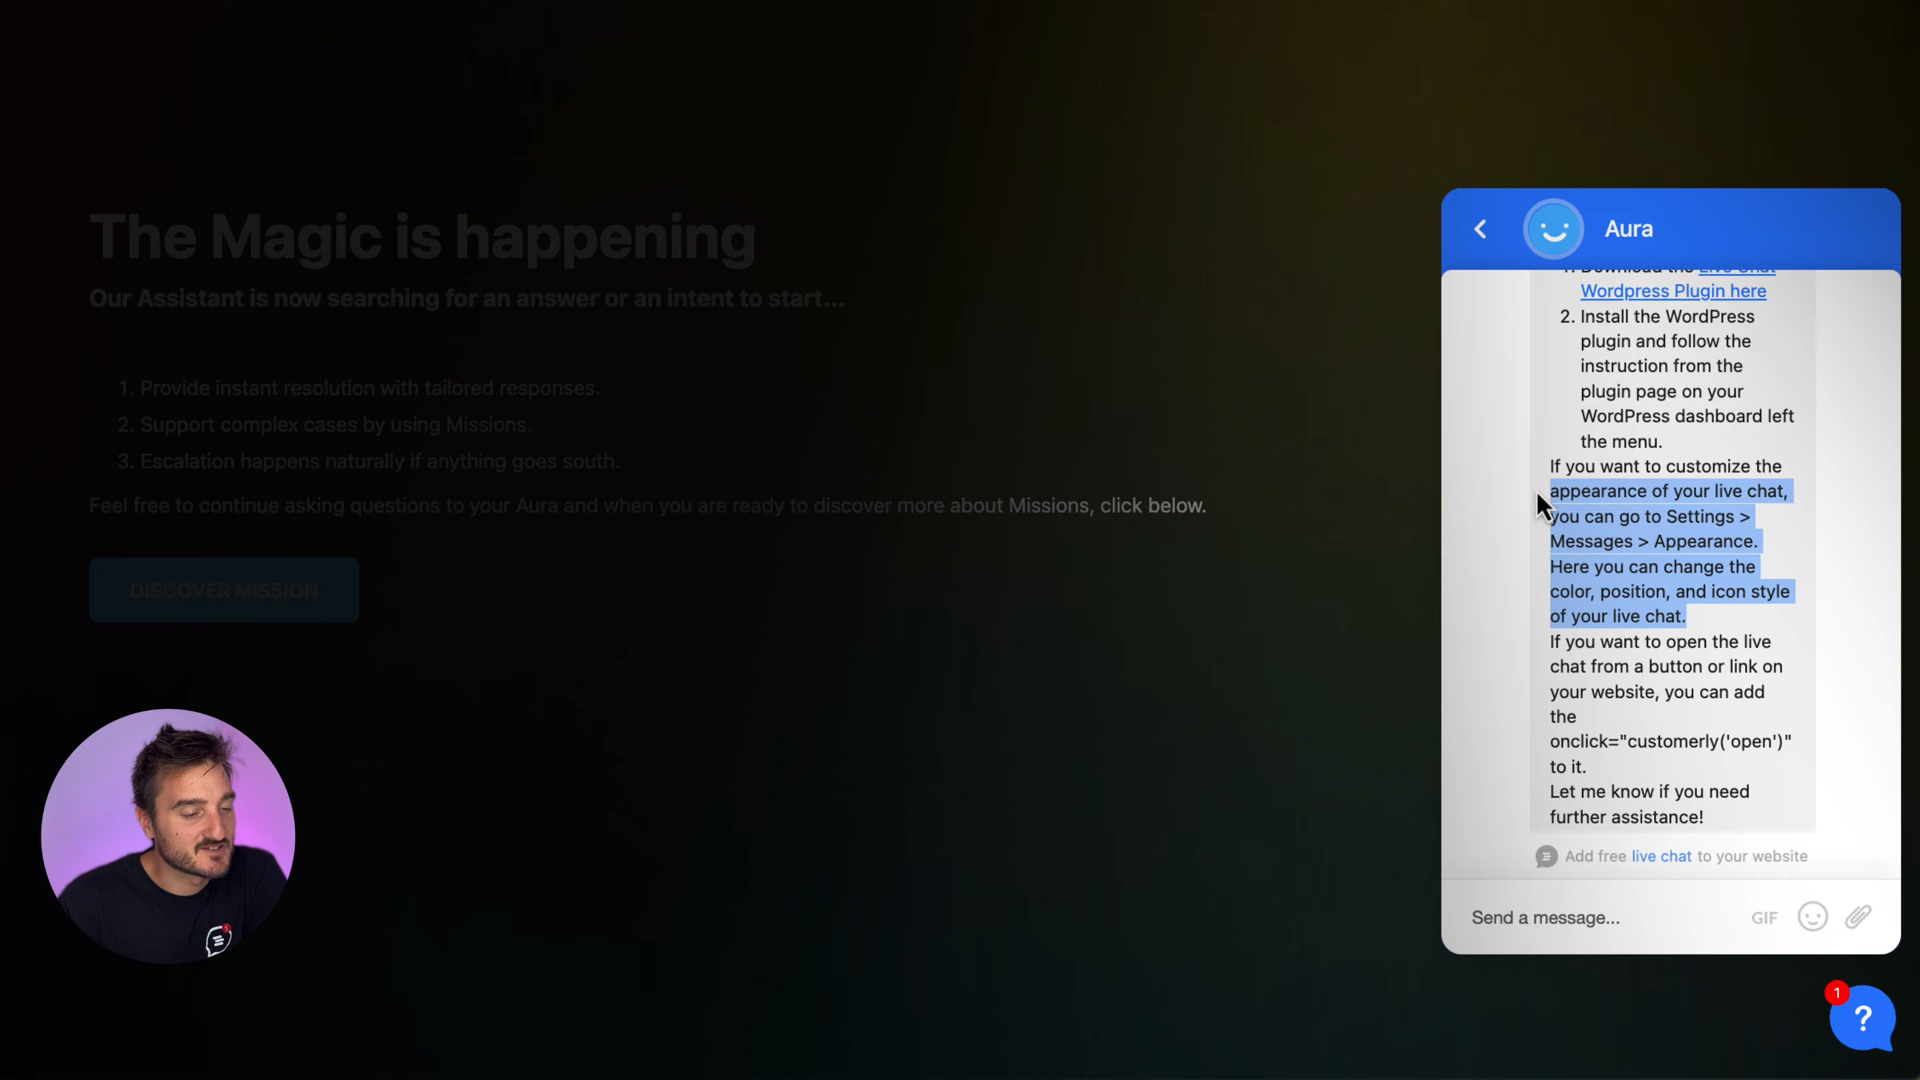 The Magic is happening
Our Assistant is now searching for an answer or an intent to start...
1. Provide instant resolution with tailored responses.
2. Support complex cases by using Missions.
3. Escalation happens naturally if anything goes south.
Feel free to continue asking questions to your Aura and when you are ready to discover more about Missions, click below.
DISCOVER MISSION
Aura
1. Download the Live Chat
Wordpress Plugin here
2. Install the WordPress
plugin and follow the
instruction from the
plugin page on your
WordPress dashboard left
the menu.
If you want to customize the
appearance of your live chat,
you can go to Settings >
Messages > Appearance.
Here you can change the
color, position, and icon style
of your live chat.
If you want to open the live
chat from a button or link on
your website, you can add
the
onclick="customerly('open')"
to it.
Let me know if you need
further assistance!
Add free live chat to your website
Send a message...
GIF
1
?